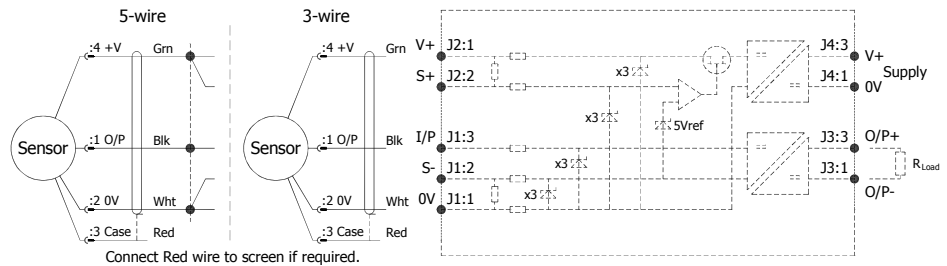 5-wire
3-wire
:4 +V
Grn
Sensor
:1 O/P
Blk
:2 0V
Wht
:3 Case
Red
:4 +V
Grn
Sensor
:1 O/P
Blk
:2 0V
Wht
:3 Case
Red
Connect Red wire to screen if required.
V+
J2:1
S+
J2:2
I/P
J1:3
S-
J1:2
0V
J1:1
x3
x3
x3
x3
5Vref
J4:3
V+
J4:1
Supply
0V
J3:3
O/P+
RLoad
J3:1
O/P-